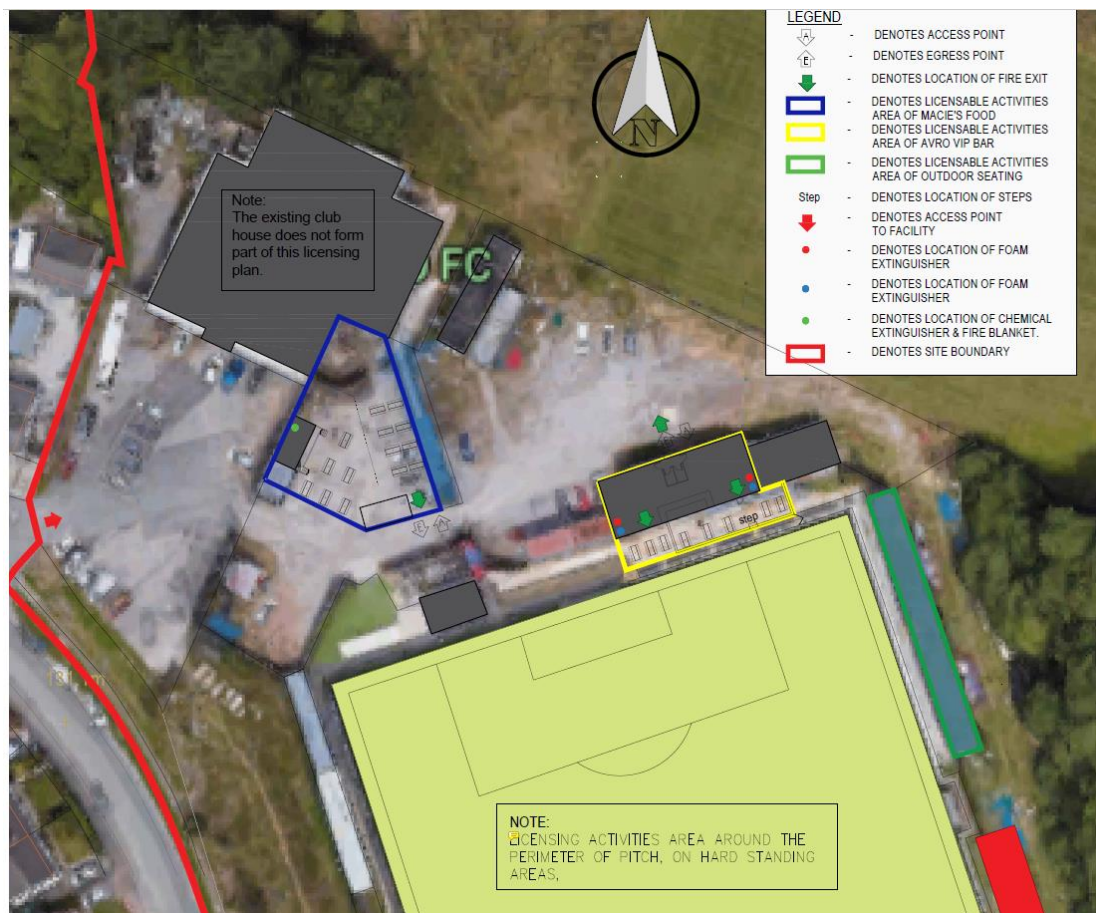 LEGEND
A - DENOTES ACCESS POINT
E - DENOTES EGRESS POINT
- DENOTES LOCATION OF FIRE EXIT
- DENOTES LICENSABLE ACTIVITIES
AREA OF MACIE'S FOOD
- DENOTES LICENSABLE ACTIVITIES
AREA OF AVRO VIP BAR
- DENOTES LICENSABLE ACTIVITIES
AREA OF OUTDOOR SEATING
Step - DENOTES LOCATION OF STEPS
- DENOTES ACCESS POINT
TO FACILITY
- DENOTES LOCATION OF FOAM
EXTINGUISHER
- DENOTES LOCATION OF FOAM
EXTINGUISHER
- DENOTES LOCATION OF CHEMICAL
EXTINGUISHER & FIRE BLANKET.
- DENOTES SITE BOUNDARY
N
Note:
The existing club
house does not form
part of this licensing
plan.
FC
step
E A
NOTE:
LICENSING ACTIVITIES AREA AROUND THE
PERIMETER OF PITCH, ON HARD STANDING
AREAS,